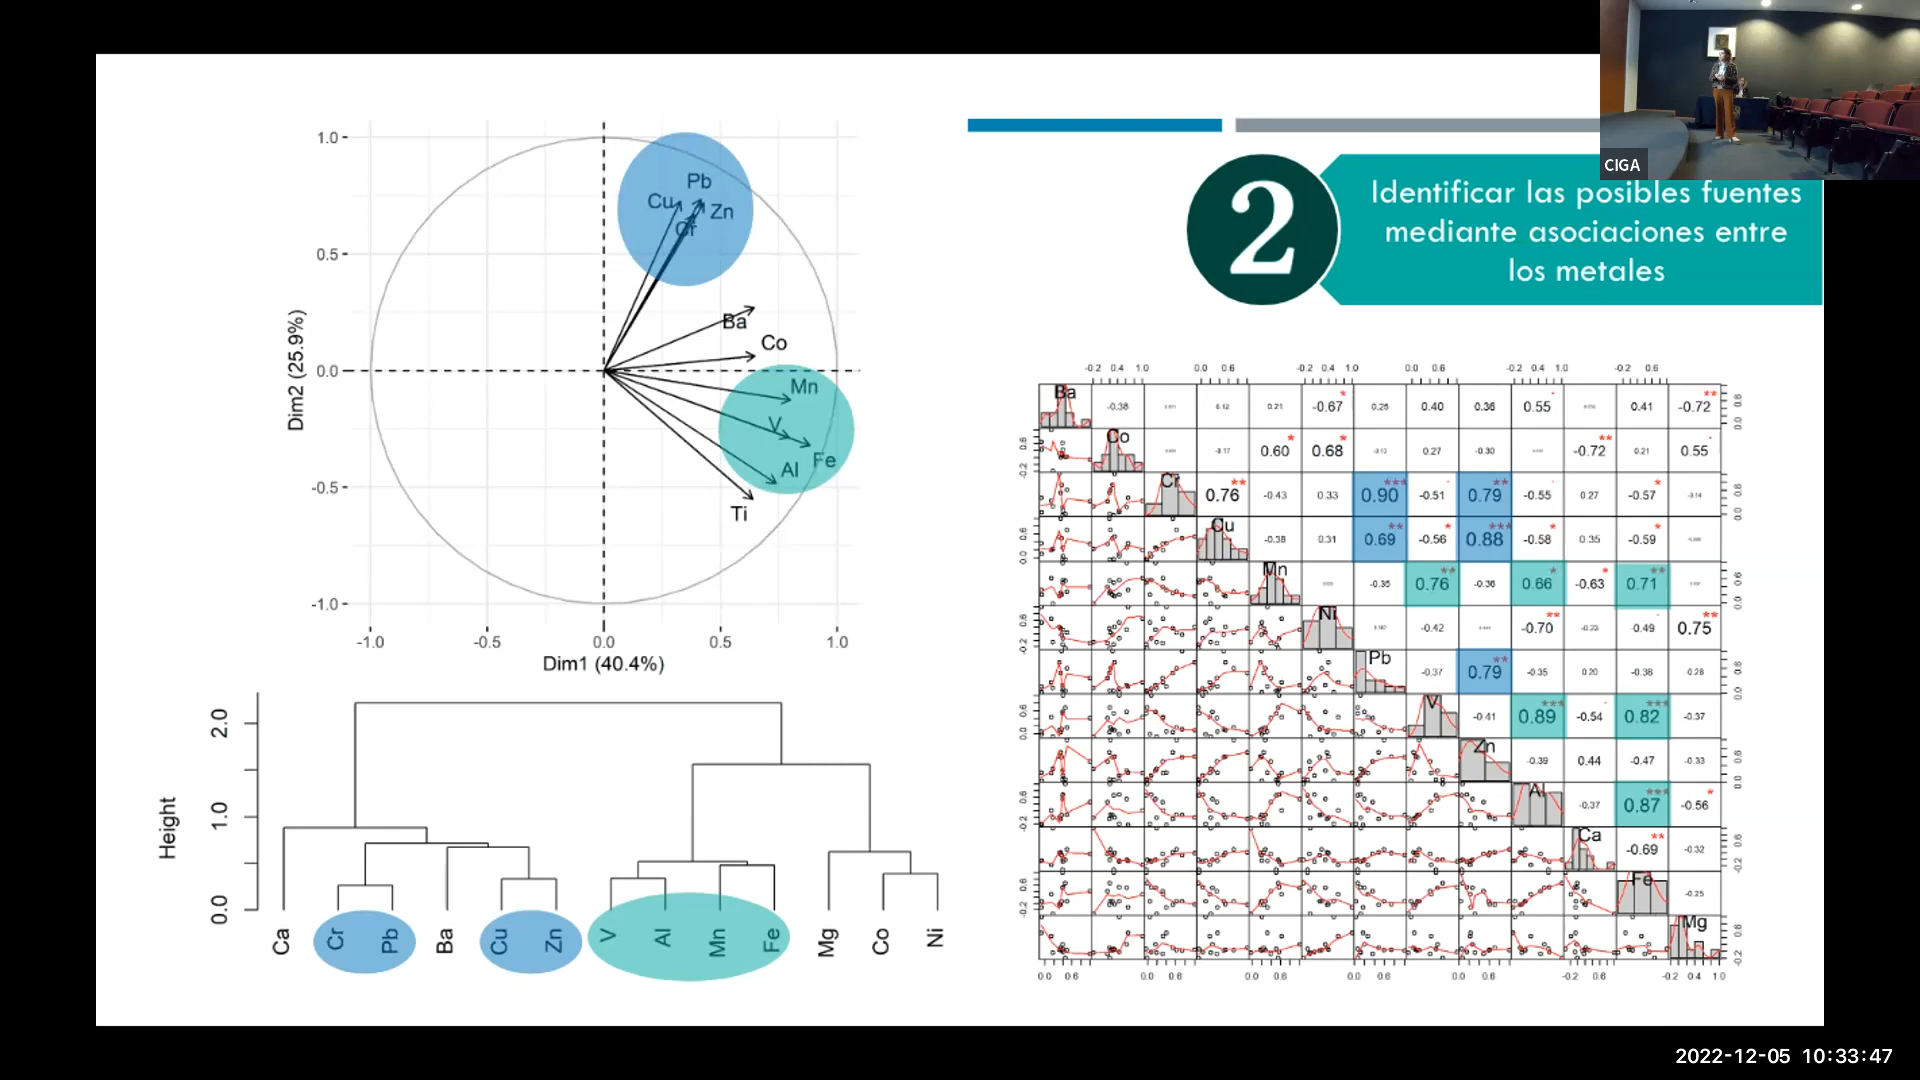 CIGA
2
Identificar las posibles fuentes
mediante asociaciones entre
los metales
1.0
0.5
0.0
-0.5
-1.0
Dim2 (25.9%)
Pb
Cu
Zn
Cr
Ba
Co
Mn
V
Fe
Al
Ti
-1.0 -0.5 0.0 0.5 1.0
Dim1 (40.4%)
Height
2.0
1.0
0.0
Ca Cr Pb Ba Cu Zn V Al Mn Fe Mg Co Ni
-0.2 0.4 1.0 0.0 0.6 -0.2 0.4 1.0 0.0 0.6 -0.2 0.4 1.0 -0.2 0.6
Ba -0.38 0.12 0.21 -0.67 * 0.25 0.40 0.36 0.55 . 0.41 -0.72 **
Co -0.17 0.60 * 0.68 * 0.27 -0.30 -0.72 ** 0.21 0.55 .
Cr 0.76 ** -0.43 0.33 0.90 *** -0.51 . 0.79 ** -0.55 . 0.27 -0.57 * -0.14
Cu -0.38 0.31 0.69 ** -0.56 * 0.88 *** -0.58 * 0.35 -0.59 *
Mn -0.35 0.76 ** -0.36 0.66 * -0.63 * 0.71 **
Ni -0.42 -0.70 ** -0.23 -0.49 . 0.75 **
Pb -0.37 0.79 ** -0.35 0.20 -0.38 -0.28
V -0.41 0.89 *** -0.54 . 0.82 *** -0.37
Zn -0.39 0.44 -0.47 -0.33
Al -0.37 0.87 *** -0.56 *
Ca -0.69 ** -0.32
Fe -0.25
Mg
0.0 0.6 0.0 0.6 0.0 0.6 0.0 0.6 0.0 0.6 -0.2 0.6 -0.2 0.4 1.0
2022-12-05 10:33:47